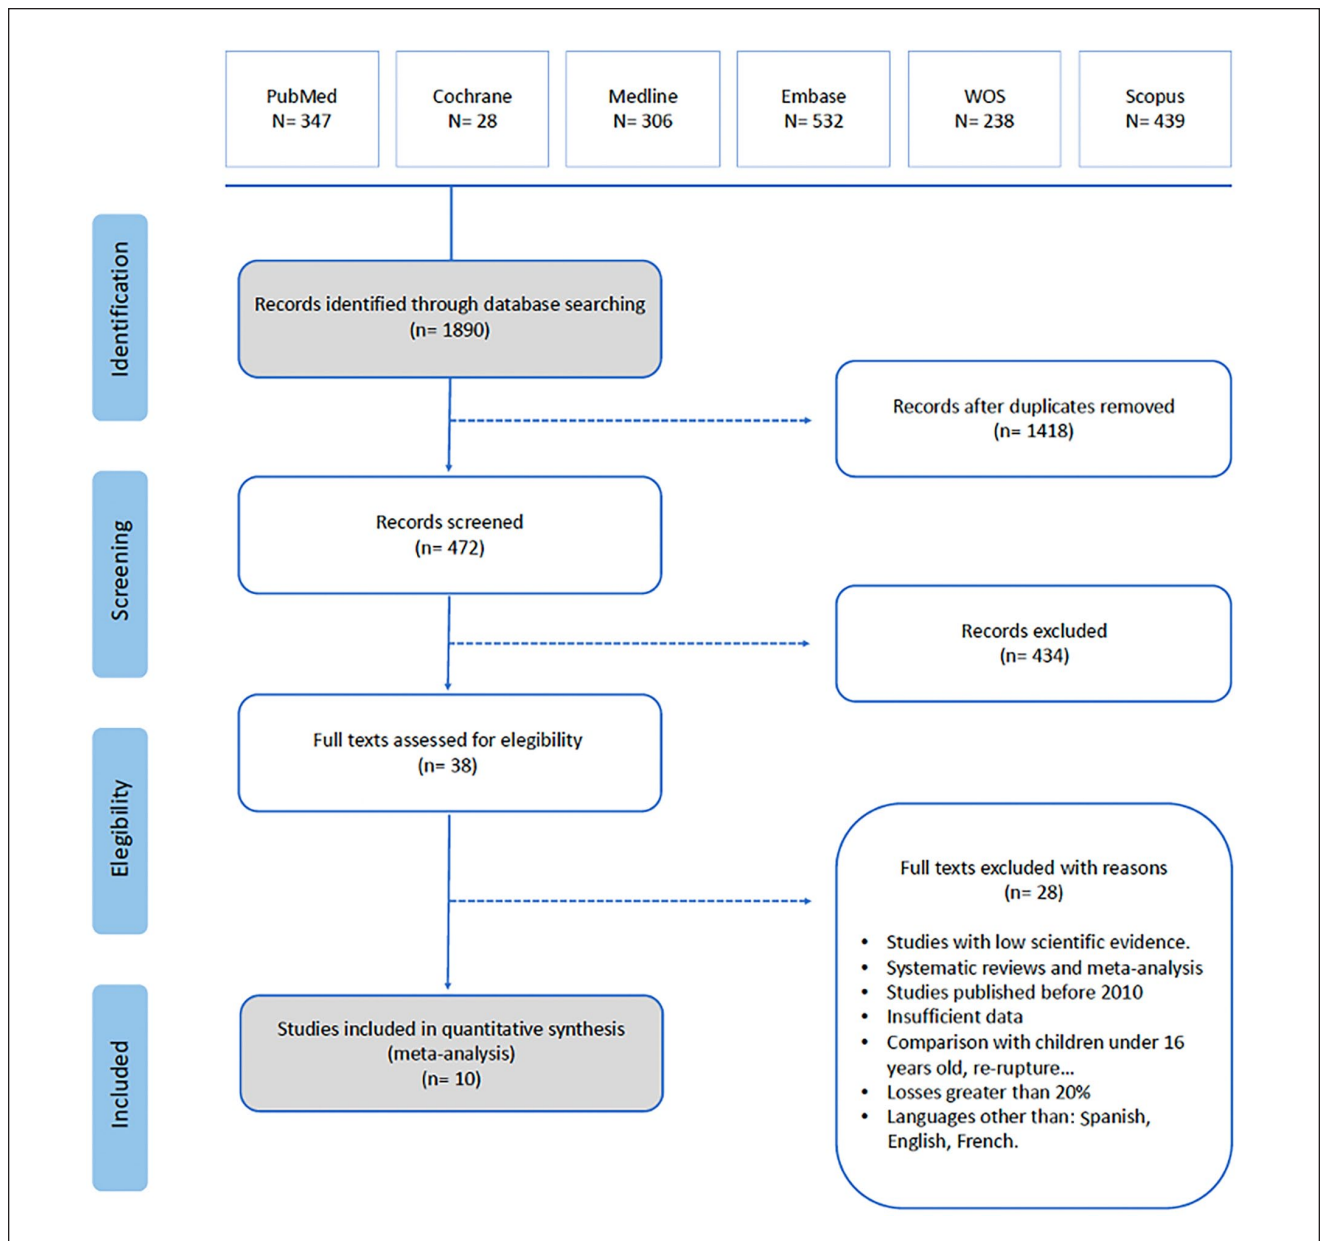 PubMed
N= 347
Cochrane
N= 28
Medline
N= 306
Embase
N= 532
WOS
N= 238
Scopus
N= 439
Identification
Records identified through database searching
(n= 1890)
Records after duplicates removed
(n= 1418)
Screening
Records screened
(n= 472)
Records excluded
(n= 434)
Elegibility
Full texts assessed for elegibility
(n= 38)
Full texts excluded with reasons
(n= 28)
• Studies with low scientific evidence.
• Systematic reviews and meta-analysis
• Studies published before 2010
• Insufficient data
• Comparison with children under 16
years old, re-rupture...
• Losses greater than 20%
• Languages other than: Spanish,
English, French.
Included
Studies included in quantitative synthesis
(meta-analysis)
(n= 10)